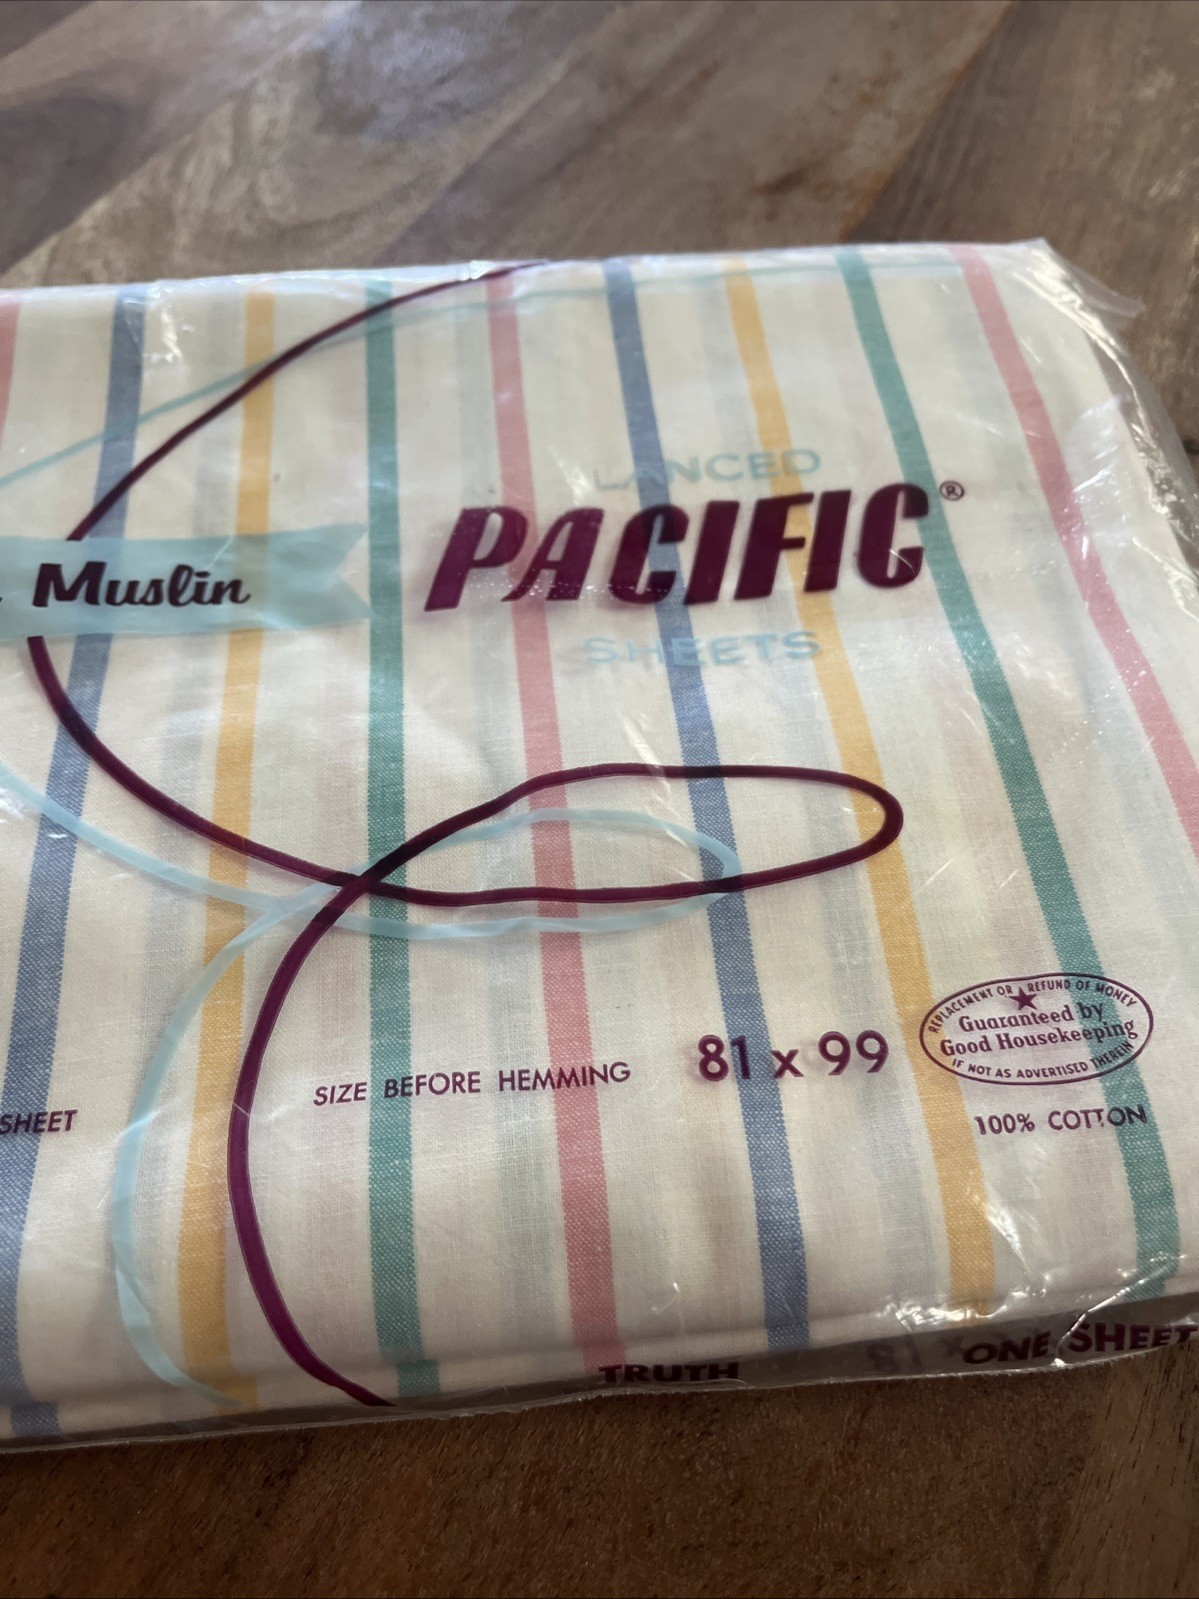 LANCED
PACIFIC®
Muslin
SHEETS
REPLACEMENT OR REFUND OF MONEY
Guaranteed by
Good Housekeeping
IF NOT AS ADVERTISED THEREIN
SIZE BEFORE HEMMING 81 x 99
SHEET
100% COTTON
TRUTH 81 x ONE SHEET